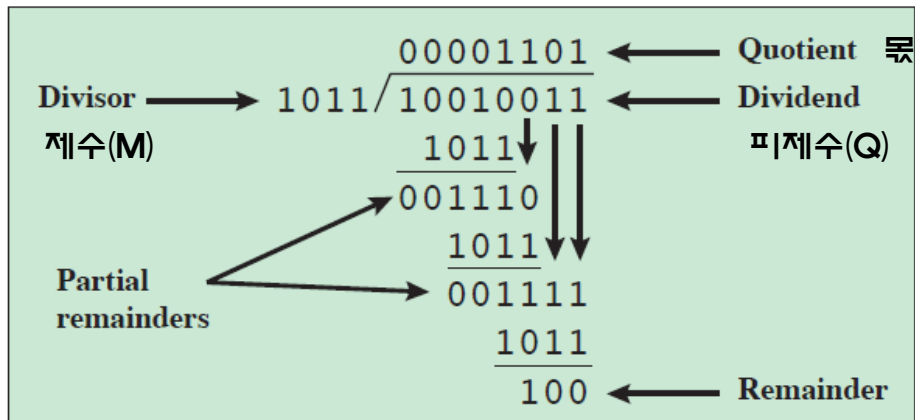 00001101 Quotient 몫
Divisor 1011 10010011 Dividend
제수(M) 1011 피제수(Q)
001110
1011
Partial 001111
remainders
1011
100 Remainder